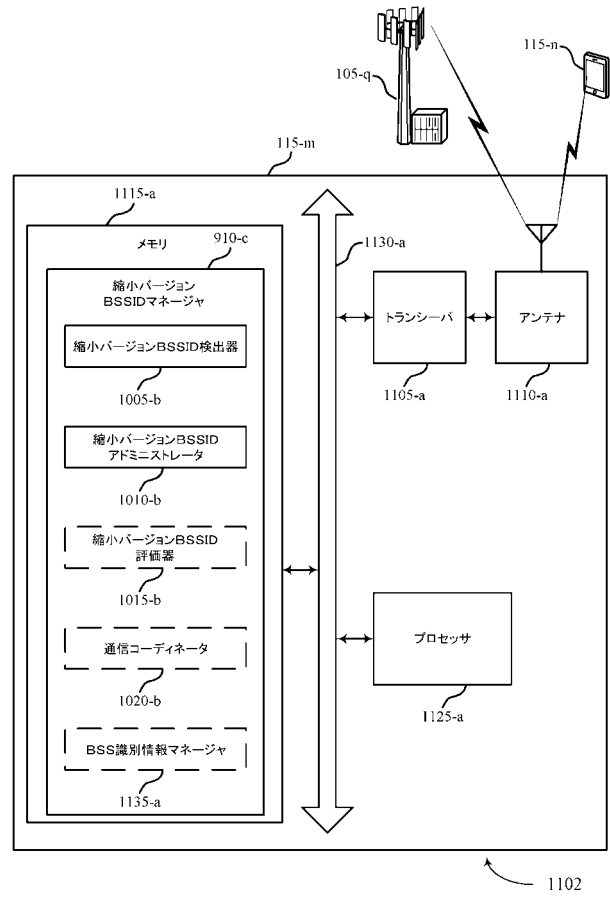 105-q
115-n
115-m
1115-a
メモリ
910-c
1130-a
縮小バージョン
BSSIDマネージャ
縮小バージョンBSSID検出器
1005-b
トランシーバ
アンテナ
1105-a
1110-a
縮小バージョンBSSID
アドミニストレータ
1010-b
縮小バージョンBSSID
評価器
1015-b
通信コーディネータ
1020-b
プロセッサ
1125-a
BSS識別情報マネージャ
1135-a
1102